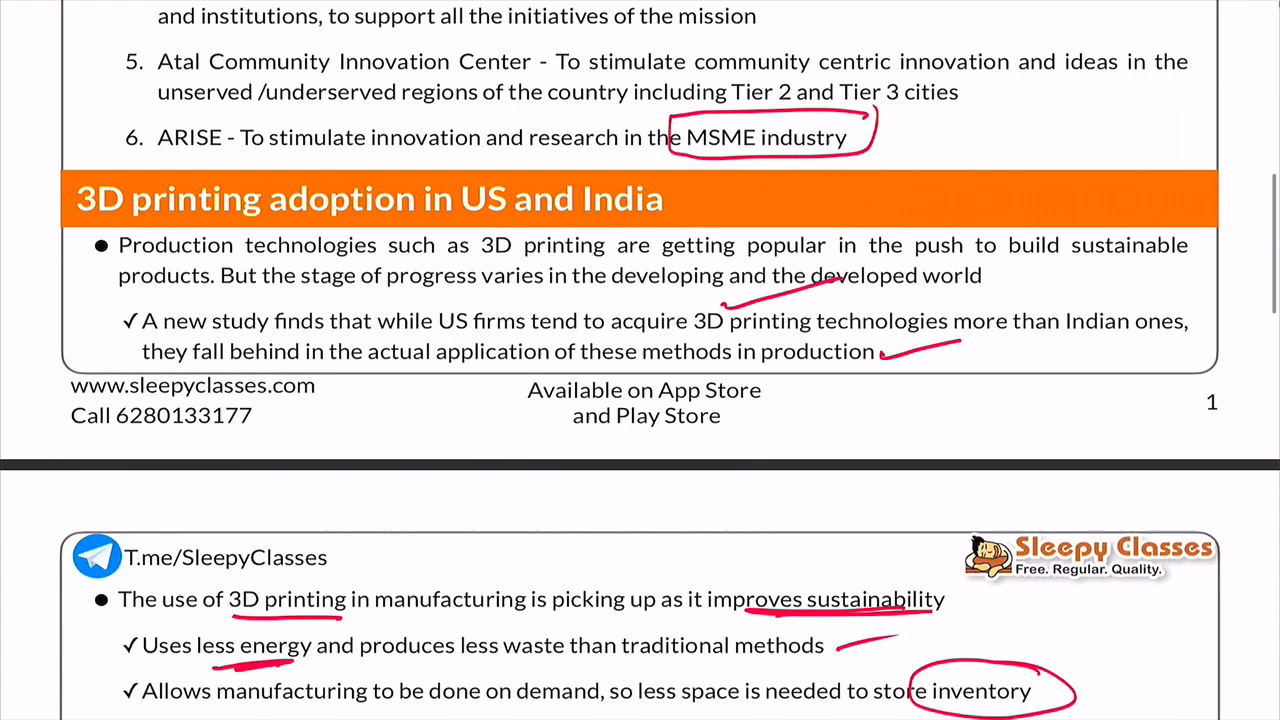 and institutions, to support all the initiatives of the mission
5. Atal Community Innovation Center - To stimulate community centric innovation and ideas in the
unserved /underserved regions of the country including Tier 2 and Tier 3 cities
6. ARISE - To stimulate innovation and research in the MSME industry
3D printing adoption in US and India
● Production technologies such as 3D printing are getting popular in the push to build sustainable
products. But the stage of progress varies in the developing and the developed world
✓ A new study finds that while US firms tend to acquire 3D printing technologies more than Indian ones,
they fall behind in the actual application of these methods in production
www.sleepyclasses.com
Call 6280133177
Available on App Store
and Play Store
1
T.me/SleepyClasses
Sleepy Classes
Free. Regular. Quality.
● The use of 3D printing in manufacturing is picking up as it improves sustainability
✓ Uses less energy and produces less waste than traditional methods
✓ Allows manufacturing to be done on demand, so less space is needed to store inventory